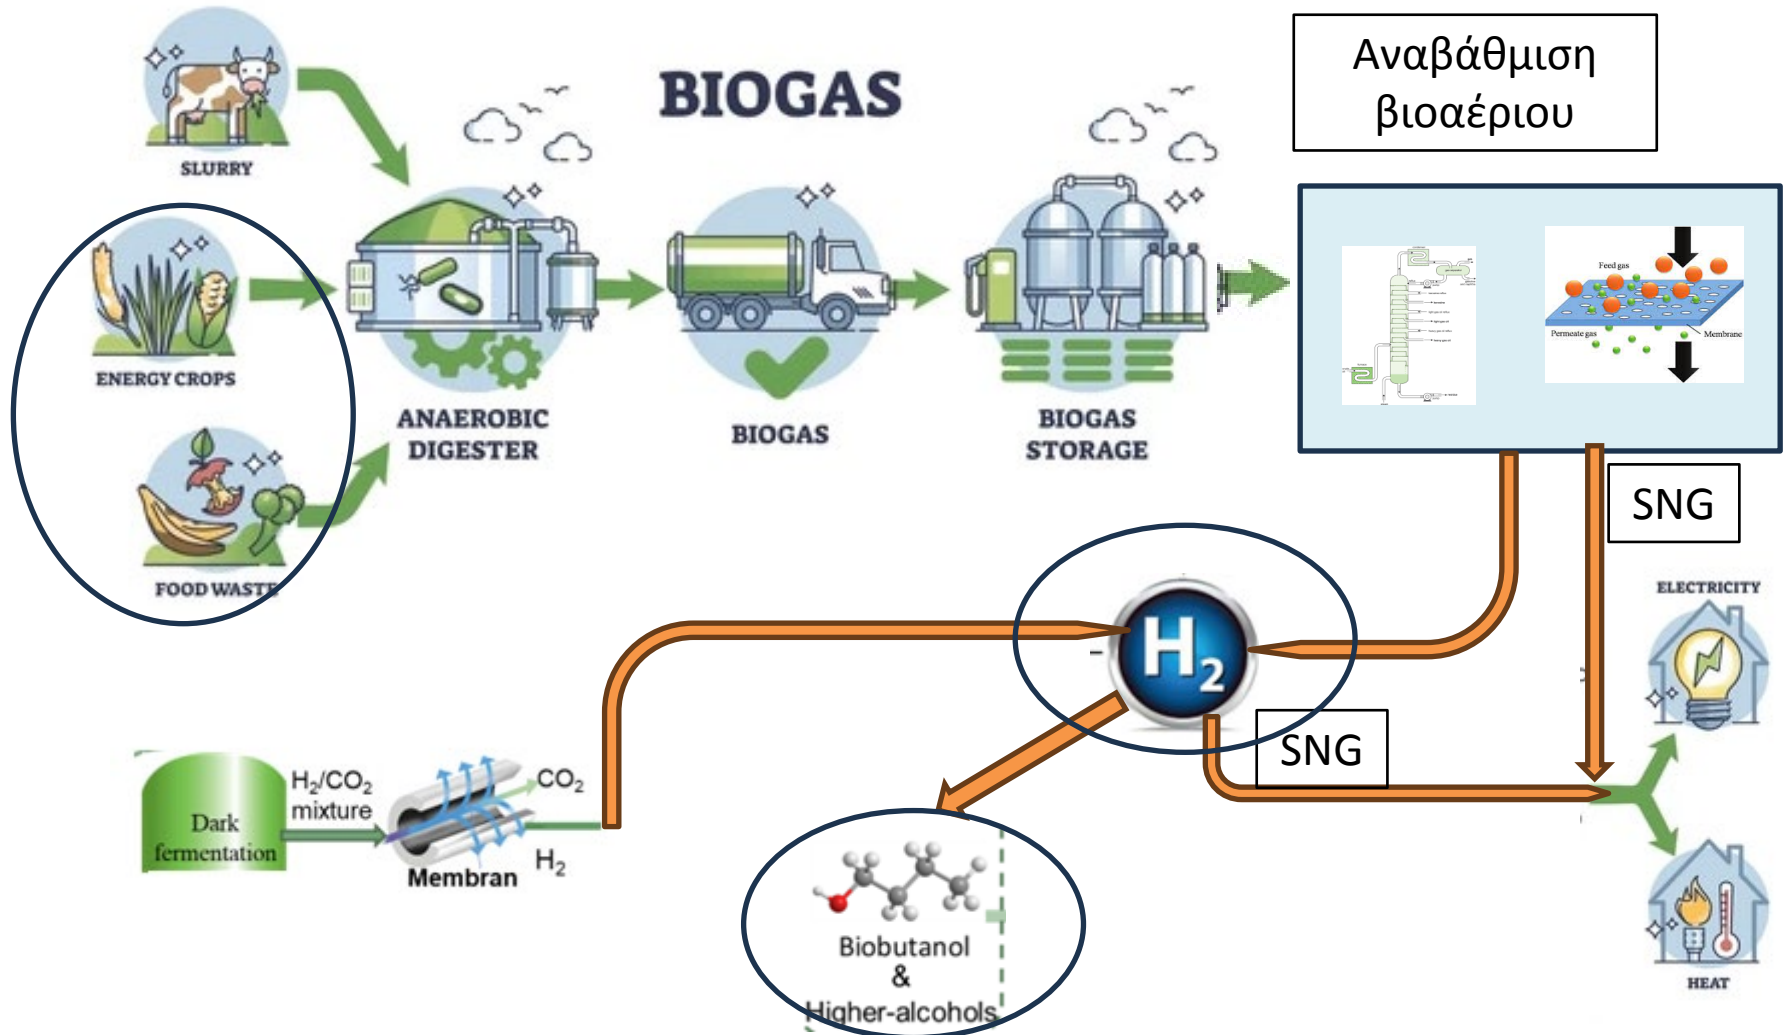 BIOGAS
Αναβάθμιση
βιοαέριου
SLURRY
ENERGY CROPS
FOOD WASTE
ANAEROBIC
DIGESTER
BIOGAS
BIOGAS
STORAGE
Feed gas
Permeate gas
Membrane
SNG
H2
SNG
ELECTRICITY
HEAT
Dark
fermentation
H2/CO2
mixture
CO2
H2
Membran
Biobutanol
&
Higher-alcohols